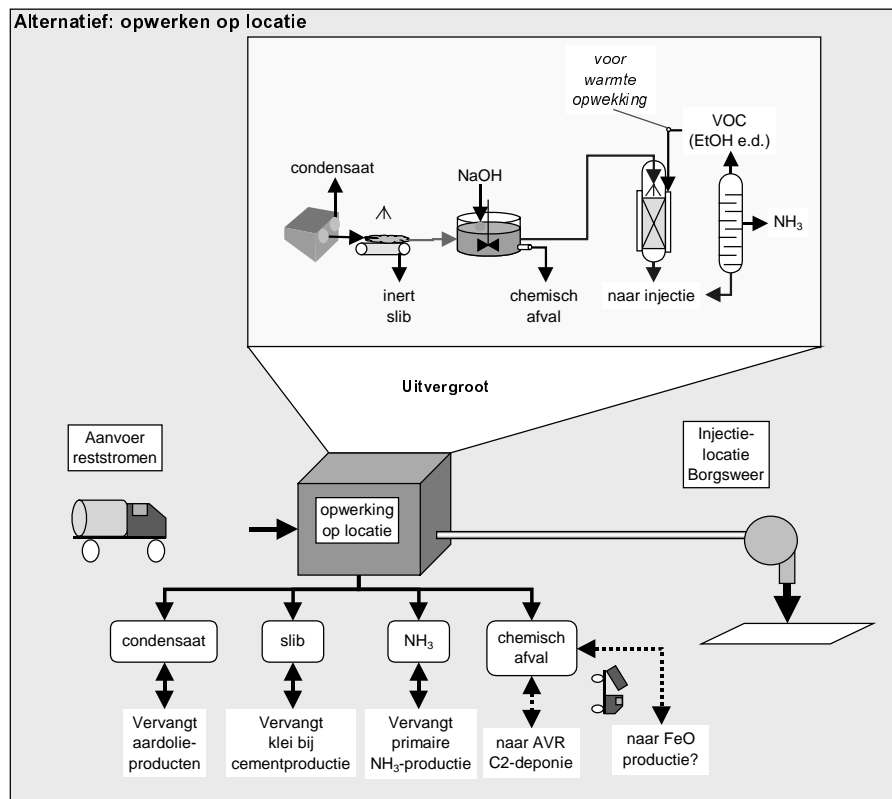 Alternatief: opwerken op locatie
voor
warmte
opwekking
VOC
(EtOH e.d.)
condensaat
NaOH
NH₃
inert
slib
chemisch
afval
naar injectie
Uitvergroot
Aanvoer
reststromen
Injectie-
locatie
Borgsweer
opwerking
op locatie
condensaat
slib
NH₃
chemisch
afval
Vervangt
aardolie-
producten
Vervangt
klei bij
cementproductie
Vervangt
primaire
NH₃-productie
naar AVR
C2-deponie
naar FeO
productie?